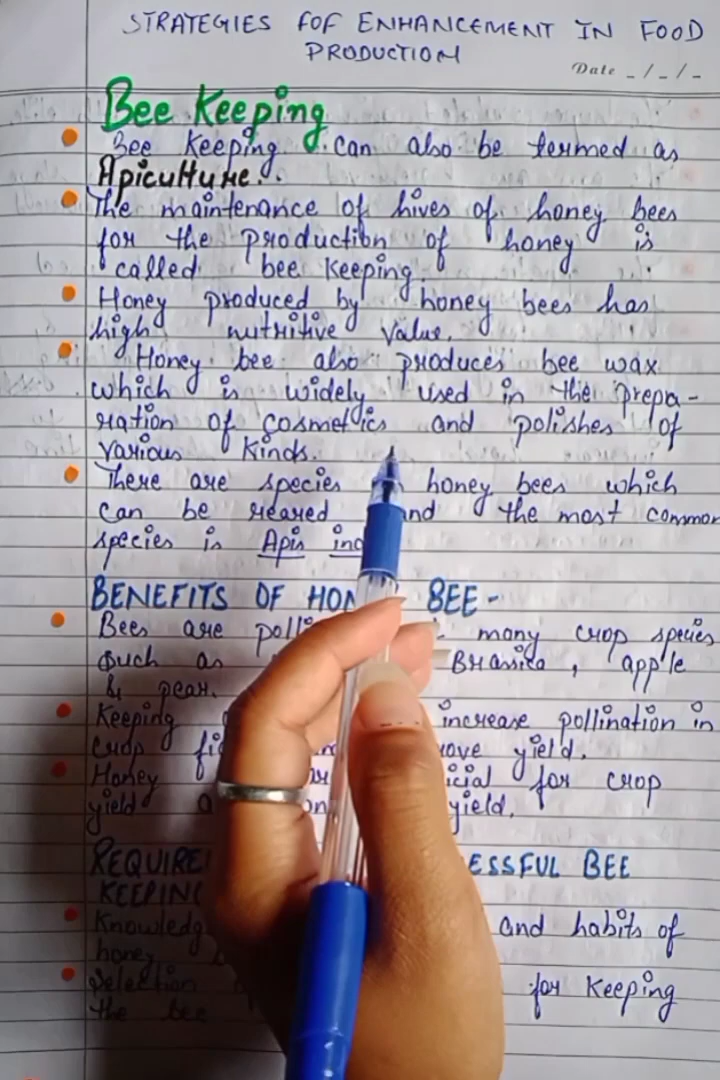 STRATEGIES FOF ENHANCEMENT IN FOOD
PRODUCTION
Date _/_/_
Bee Keeping
Bee Keeping can also be termed as
Apiculture.
The maintenance of hives of honey bees
for the production of honey is
called bee keeping
Honey produced by honey bees has
high nutritive value.
Honey bee also produces bee wax
which is widely used in the prepa-
ration of cosmetics and polishes of
various kinds.
There are species honey bees which
can be reared and the most common
species is Apis
BENEFITS OF BEE-
Bees are many crop species
such as Brassica, apple
& pear.
Keeping increase pollination in
crop yield.
Honey for crop
yield yield.
BEE
and habits of
honey
for keeping
the bee